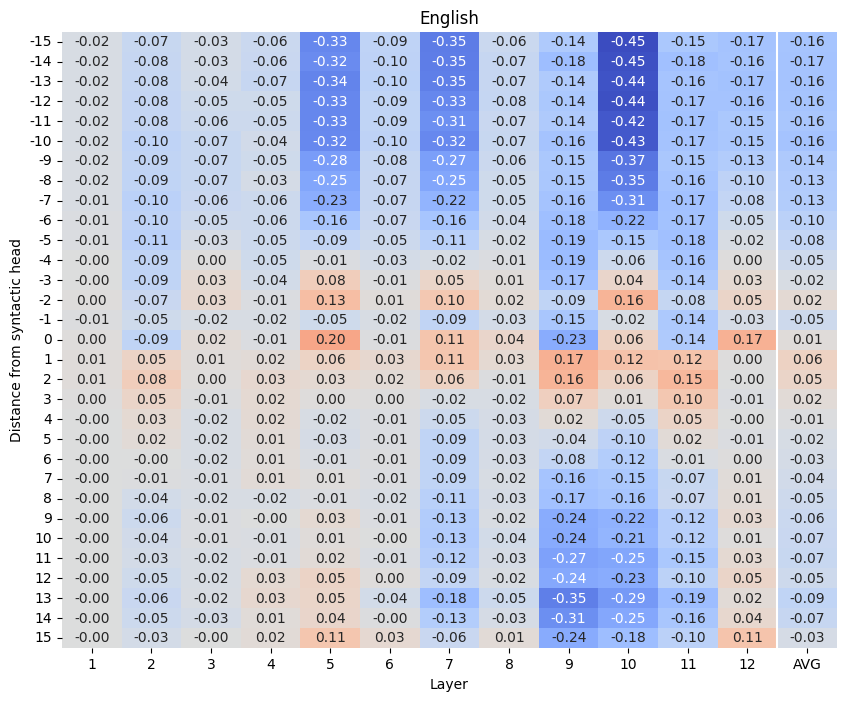 English
Distance from syntactic head
-15 -0.02 -0.07 -0.03 -0.06 -0.33 -0.09 -0.35 -0.06 -0.14 -0.45 -0.15 -0.17 -0.16
-14 -0.02 -0.08 -0.03 -0.06 -0.32 -0.10 -0.35 -0.07 -0.18 -0.45 -0.18 -0.16 -0.17
-13 -0.02 -0.08 -0.04 -0.07 -0.34 -0.10 -0.35 -0.07 -0.14 -0.44 -0.16 -0.17 -0.16
-12 -0.02 -0.08 -0.05 -0.05 -0.33 -0.09 -0.33 -0.08 -0.14 -0.44 -0.17 -0.16 -0.16
-11 -0.02 -0.08 -0.06 -0.05 -0.33 -0.09 -0.31 -0.07 -0.14 -0.42 -0.17 -0.16 -0.16
-10 -0.02 -0.10 -0.07 -0.04 -0.32 -0.10 -0.32 -0.07 -0.16 -0.43 -0.17 -0.15 -0.16
-9 -0.02 -0.09 -0.07 -0.05 -0.28 -0.08 -0.27 -0.06 -0.15 -0.37 -0.15 -0.13 -0.14
-8 -0.02 -0.09 -0.07 -0.03 -0.25 -0.07 -0.25 -0.05 -0.15 -0.35 -0.16 -0.10 -0.13
-7 -0.01 -0.10 -0.06 -0.06 -0.23 -0.07 -0.22 -0.05 -0.16 -0.31 -0.17 -0.08 -0.13
-6 -0.01 -0.10 -0.05 -0.06 -0.16 -0.07 -0.16 -0.04 -0.18 -0.22 -0.17 -0.05 -0.10
-5 -0.01 -0.11 -0.03 -0.05 -0.09 -0.05 -0.11 -0.02 -0.19 -0.15 -0.18 -0.02 -0.08
-4 -0.00 -0.09 0.00 -0.05 -0.01 -0.03 -0.02 -0.01 -0.19 -0.06 -0.16 0.00 -0.05
-3 -0.00 -0.09 0.03 -0.04 0.08 -0.01 0.05 0.01 -0.17 0.04 -0.14 0.03 -0.02
-2 0.00 -0.07 0.03 -0.01 0.13 0.01 0.10 0.02 -0.09 0.16 -0.08 0.05 0.02
-1 -0.01 -0.05 -0.02 -0.02 -0.05 -0.02 -0.09 -0.03 -0.15 -0.02 -0.14 -0.03 -0.05
0 0.00 -0.09 0.02 -0.01 0.20 -0.01 0.11 0.04 -0.23 0.06 -0.14 0.17 0.01
1 0.01 0.05 0.01 0.02 0.06 0.03 0.11 0.03 0.17 0.12 0.12 0.00 0.06
2 0.01 0.08 0.00 0.03 0.03 0.02 0.06 -0.01 0.16 0.06 0.15 -0.00 0.05
3 0.00 0.05 -0.01 0.02 0.00 0.00 -0.02 -0.02 0.07 0.01 0.10 -0.01 0.02
4 -0.00 0.03 -0.02 0.02 -0.02 -0.01 -0.05 -0.03 0.02 -0.05 0.05 -0.00 -0.01
5 -0.00 0.02 -0.02 0.01 -0.03 -0.01 -0.09 -0.03 -0.04 -0.10 0.02 -0.01 -0.02
6 -0.00 -0.00 -0.02 0.01 -0.01 -0.01 -0.09 -0.03 -0.08 -0.12 -0.01 -0.00 -0.03
7 -0.00 -0.01 -0.01 0.01 0.01 -0.01 -0.09 -0.02 -0.16 -0.15 -0.07 0.01 -0.04
8 -0.00 -0.04 -0.02 -0.02 -0.01 -0.02 -0.11 -0.03 -0.17 -0.16 -0.07 0.01 -0.05
9 -0.00 -0.06 -0.01 -0.00 0.03 -0.01 -0.13 -0.02 -0.24 -0.22 -0.12 0.03 -0.06
10 -0.00 -0.04 -0.01 -0.01 0.01 -0.00 -0.13 -0.04 -0.24 -0.21 -0.12 0.01 -0.07
11 -0.00 -0.03 -0.02 -0.01 0.02 -0.01 -0.12 -0.03 -0.27 -0.25 -0.15 0.03 -0.07
12 -0.00 -0.05 -0.02 0.03 0.05 0.00 -0.09 -0.02 -0.24 -0.23 -0.10 0.05 -0.05
13 -0.00 -0.06 -0.02 0.03 0.05 -0.04 -0.18 -0.05 -0.35 -0.29 -0.19 0.02 -0.09
14 -0.00 -0.05 -0.03 0.01 0.04 -0.00 -0.13 -0.03 -0.31 -0.25 -0.16 0.04 -0.07
15 -0.00 -0.03 -0.00 0.02 0.11 0.03 -0.06 0.01 -0.24 -0.18 -0.10 0.11 -0.03
1 2 3 4 5 6 7 8 9 10 11 12 AVG
Layer